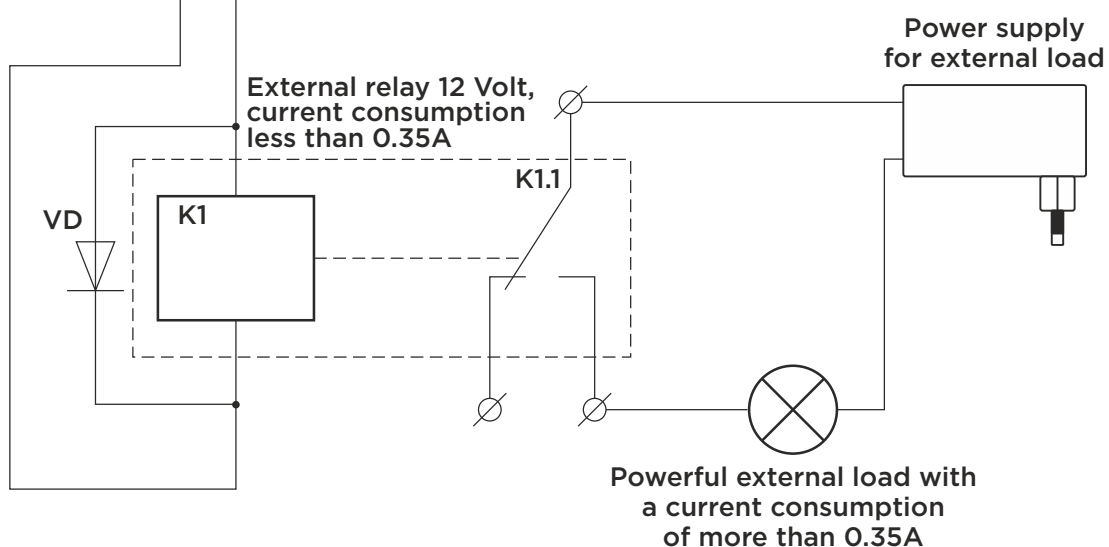 Power supply
for external load
External relay 12 Volt,
current consumption
less than 0.35A
K1.1
K1
VD
Powerful external load with
a current consumption
of more than 0.35A